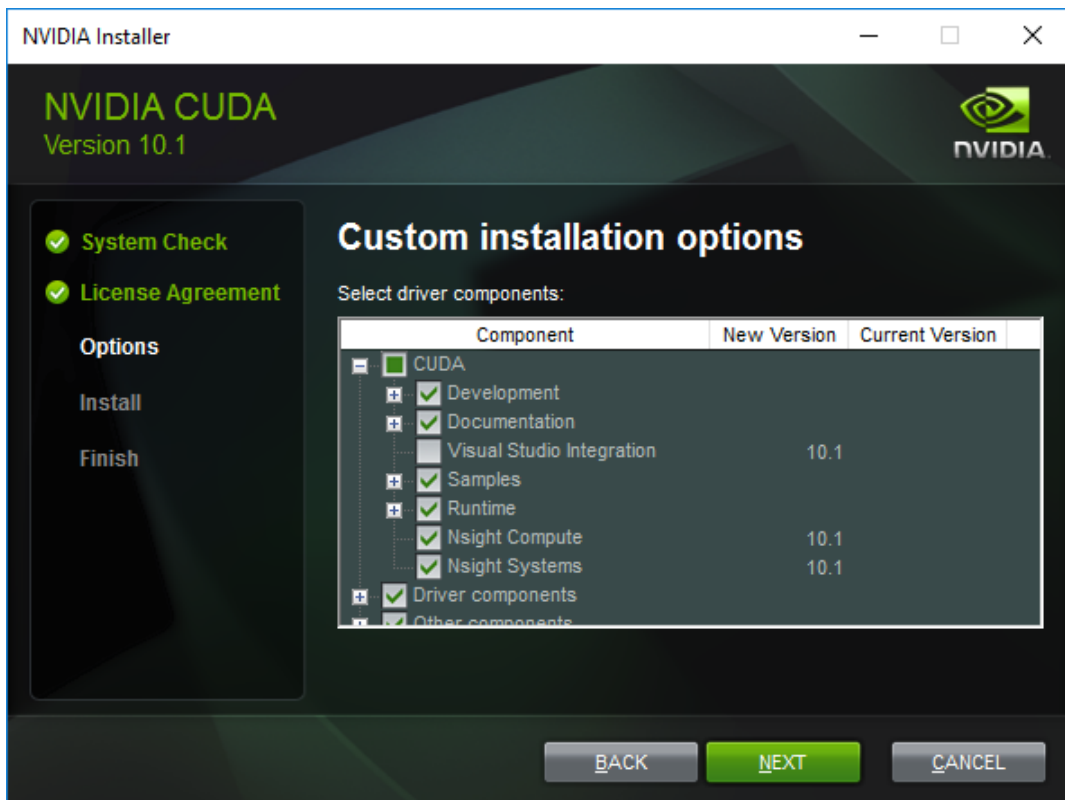 NVIDIA Installer
NVIDIA CUDA
Version 10.1
NVIDIA.
System Check
License Agreement
Options
Install
Finish
Custom installation options
Select driver components:
Component New Version Current Version
CUDA
Development
Documentation
Visual Studio Integration 10.1
Samples
Runtime
Nsight Compute 10.1
Nsight Systems 10.1
Driver components
Other components
BACK NEXT CANCEL